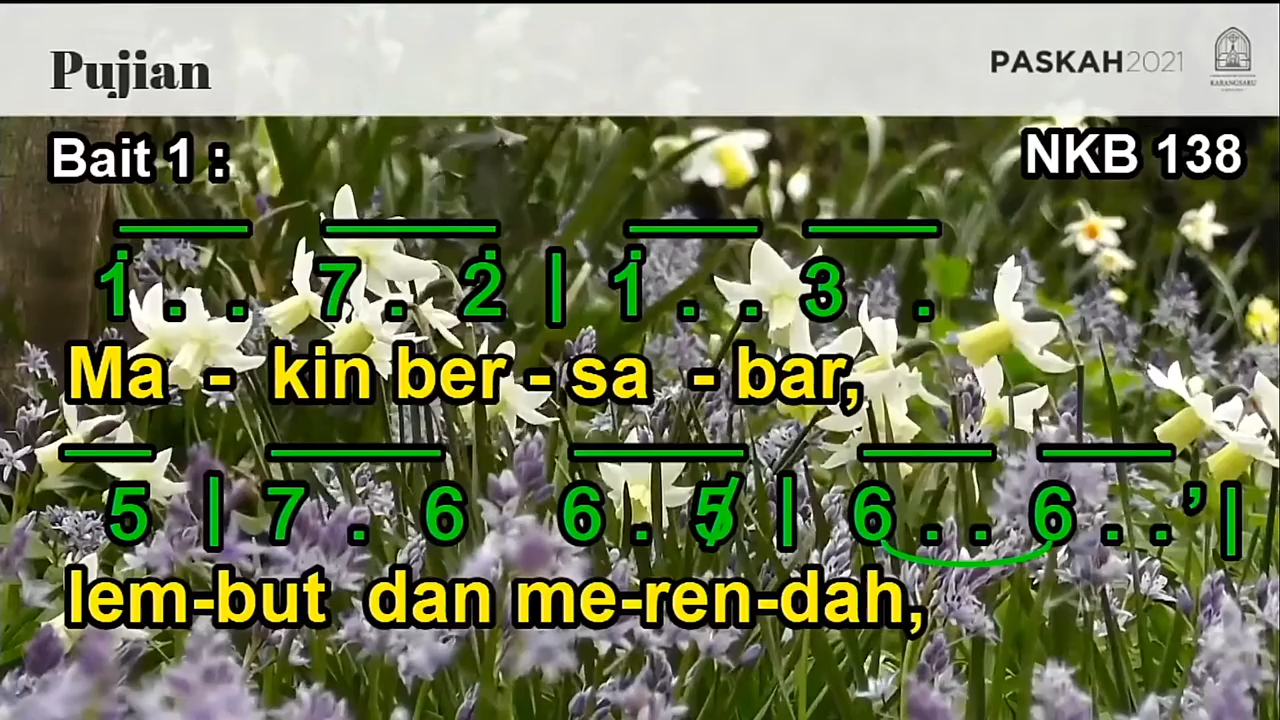 Pujian
PASKAH2021
KARANGSARU
Bait 1 :
NKB 138
1̇ . . 7 . 2̇ | 1̇ . . 3 .
Ma - kin ber - sa - bar,
5 | 7 . 6 6 . 5̸ | 6 . . 6 . . ’ |
lem-but dan me-ren-dah,